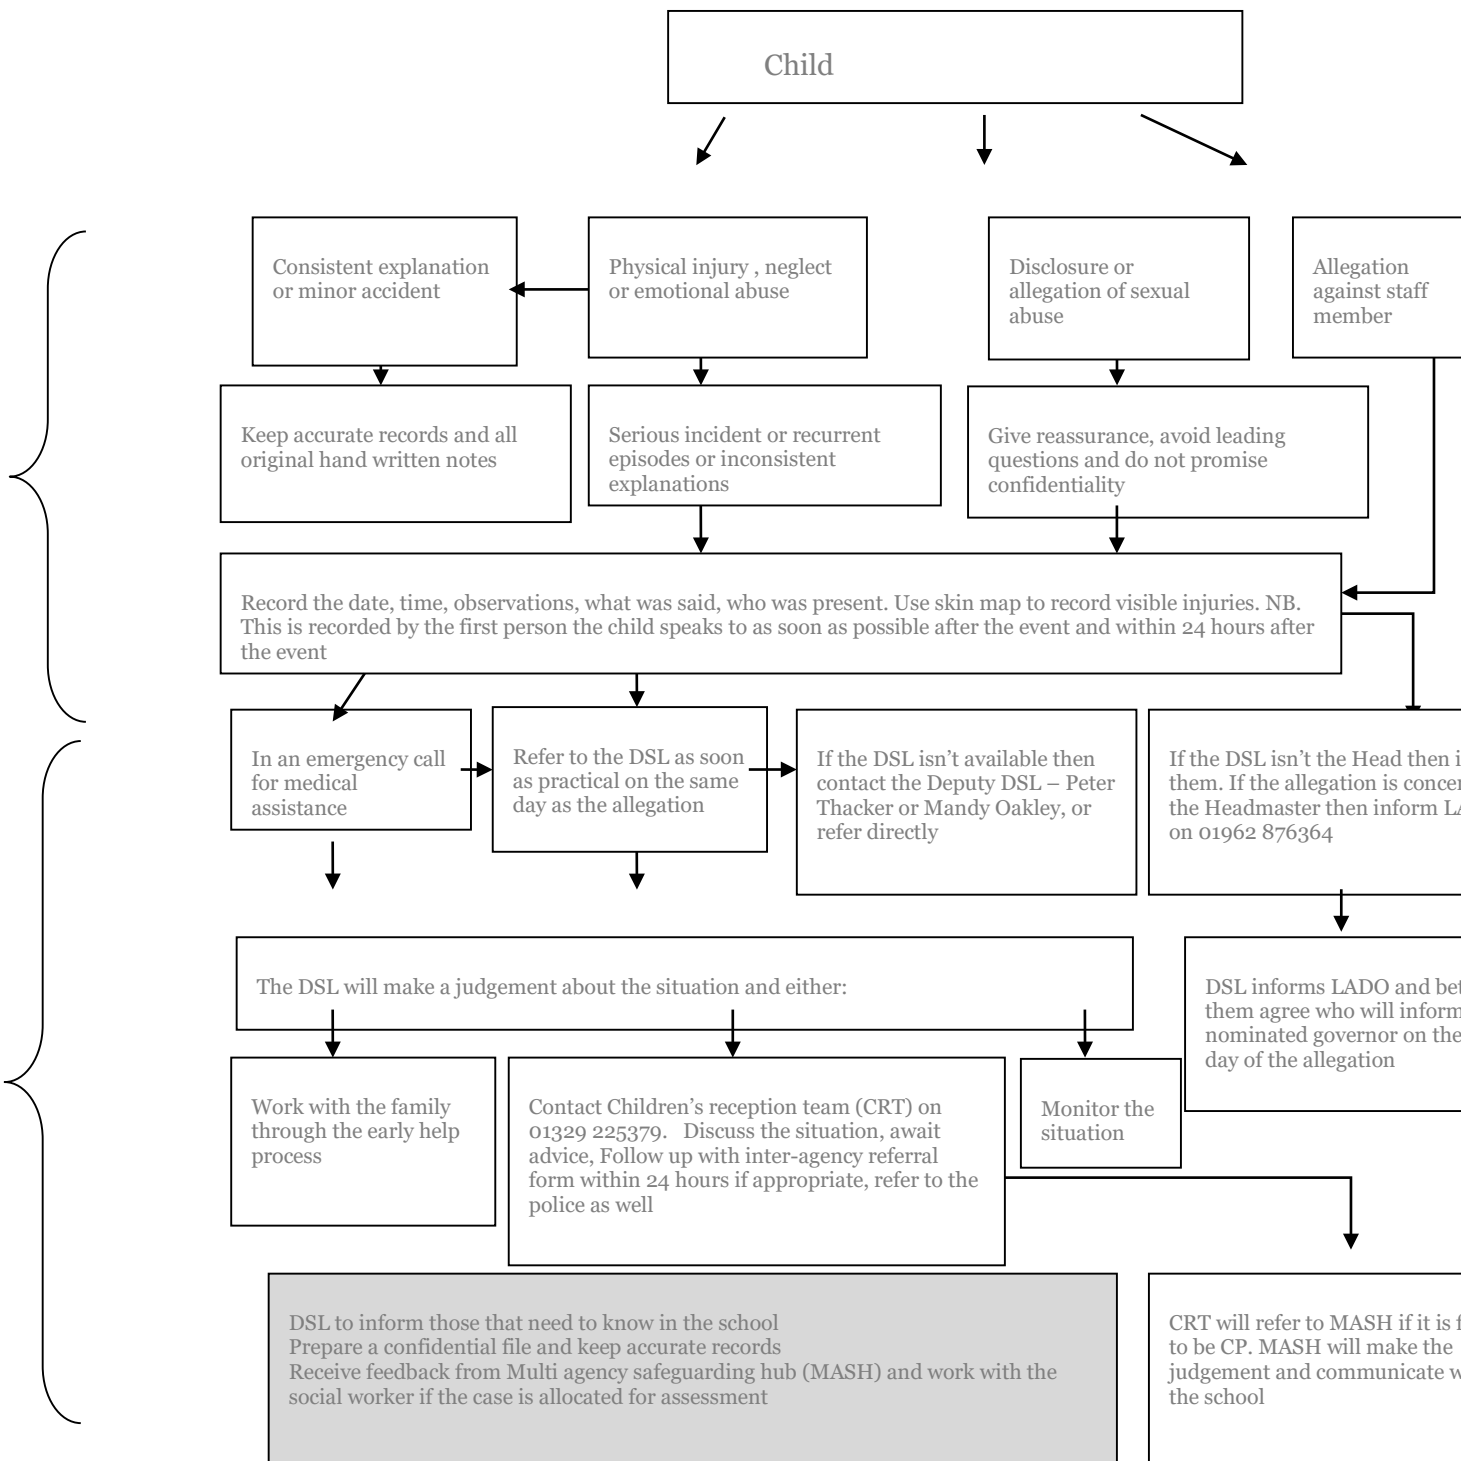 Child
Consistent explanation
or minor accident
Physical injury , neglect
or emotional abuse
Disclosure or
allegation of sexual
abuse
Allegation
against staff
member
Keep accurate records and all
original hand written notes
Serious incident or recurrent
episodes or inconsistent
explanations
Give reassurance, avoid leading
questions and do not promise
confidentiality
Record the date, time, observations, what was said, who was present. Use skin map to record visible injuries. NB.
This is recorded by the first person the child speaks to as soon as possible after the event and within 24 hours after
the event
In an emergency call
for medical
assistance
Refer to the DSL as soon
as practical on the same
day as the allegation
If the DSL isn’t available then
contact the Deputy DSL – Peter
Thacker or Mandy Oakley, or
refer directly
If the DSL isn’t the Head then
them. If the allegation is
the Headmaster then inform
on 01962 876364
The DSL will make a judgement about the situation and either:
DSL informs LADO and
them agree who will inform
nominated governor on the
day of the allegation
Work with the family
through the early help
process
Contact Children’s reception team (CRT) on
01329 225379.   Discuss the situation, await
advice, Follow up with inter-agency referral
form within 24 hours if appropriate, refer to the
police as well
Monitor the
situation
DSL to inform those that need to know in the school
Prepare a confidential file and keep accurate records
Receive feedback from Multi agency safeguarding hub (MASH) and work with the
social worker if the case is allocated for assessment
CRT will refer to MASH if it is
to be CP. MASH will make the
judgement and communicate
the school